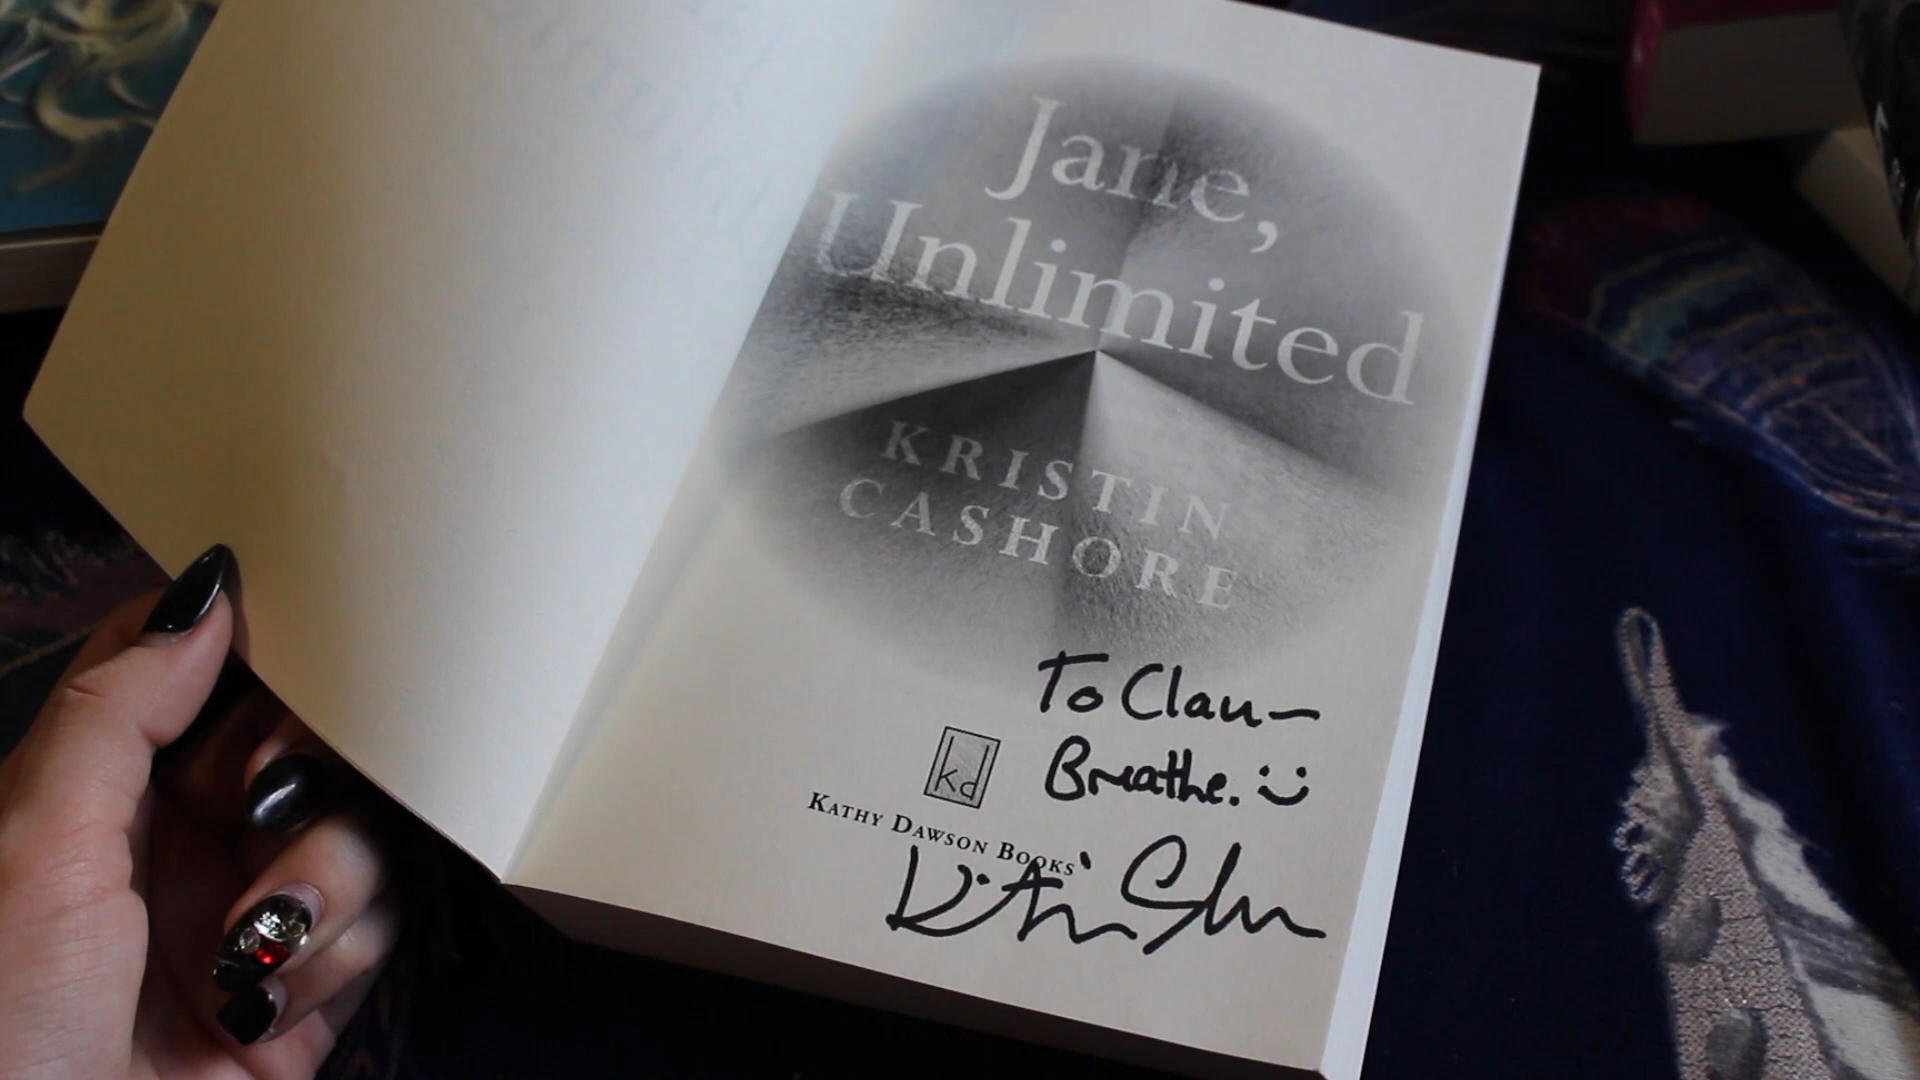 Jane,
Unlimited
KRISTIN
CASHORE
To Clau—
Breathe. :)
kd
KATHY DAWSON BOOKS